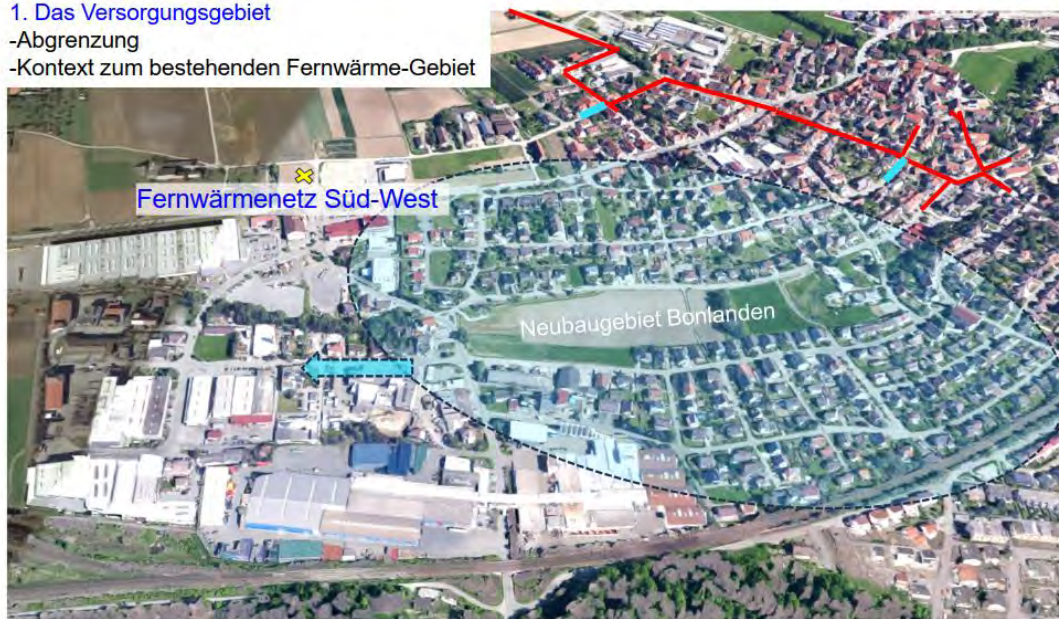 1. Das Versorgungsgebiet
-Abgrenzung
-Kontext zum bestehenden Fernwärme-Gebiet
Fernwärmenetz Süd-West
Neubaugebiet Bonlanden